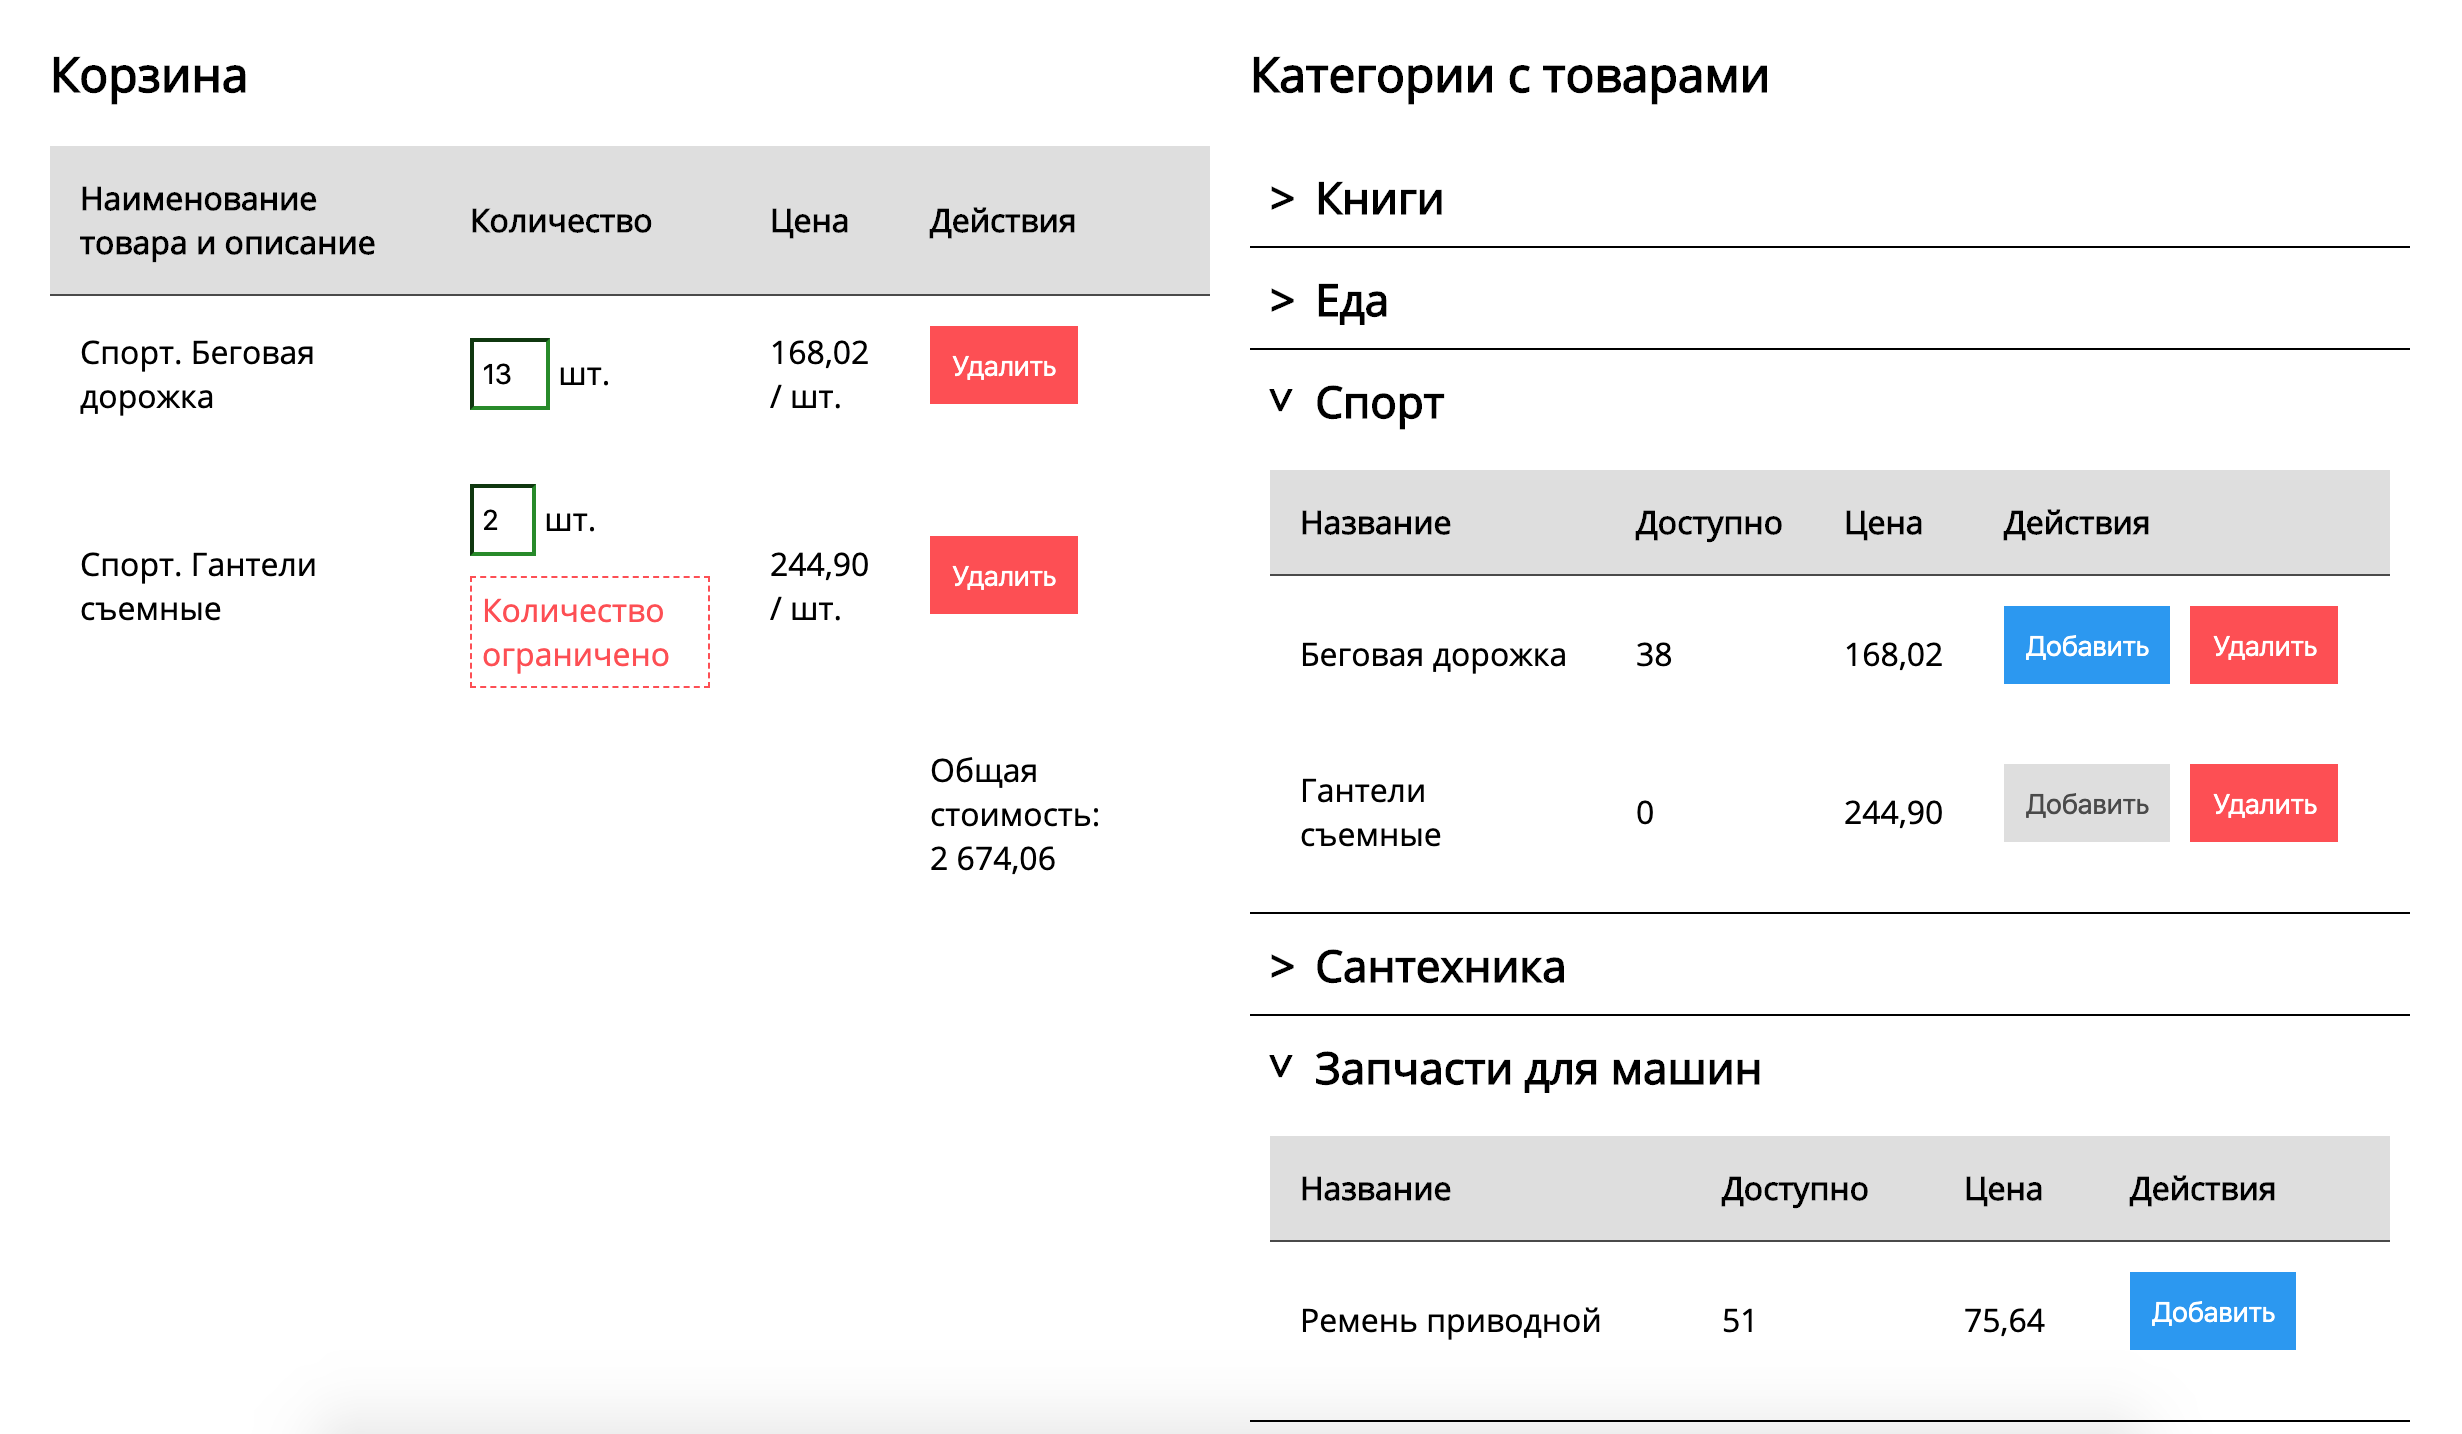 Корзина
Наименование
товара и описание
Количество
Цена
Действия
Спорт. Беговая
дорожка
13 шт.
168,02
/ шт.
Удалить
Спорт. Гантели
съемные
2 шт.
Количество
ограничено
244,90
/ шт.
Удалить
Общая
стоимость:
2 674,06
Категории с товарами
> Книги
> Еда
> Спорт
Название Доступно Цена Действия
Беговая дорожка 38 168,02 Добавить Удалить
Гантели
съемные
0 244,90 Добавить Удалить
> Сантехника
> Запчасти для машин
Название Доступно Цена Действия
Ремень приводной 51 75,64 Добавить